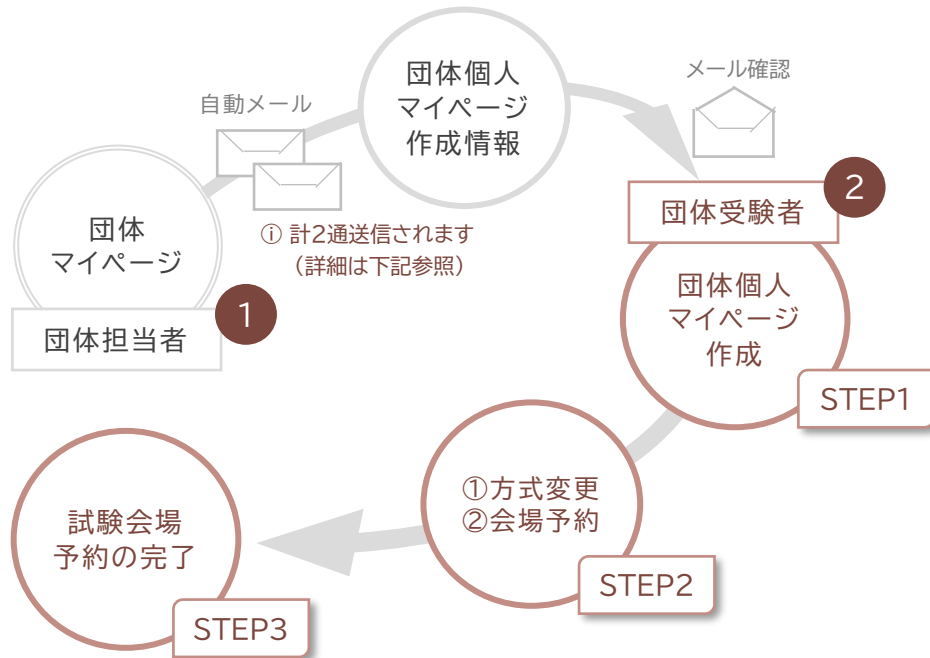 団体
マイページ
団体担当者
1
自動メール
ⓘ 計2通送信されます
(詳細は下記参照)
団体個人
マイページ
作成情報
メール確認
2
団体受験者
団体個人
マイページ
作成
STEP1
①方式変更
②会場予約
STEP2
試験会場
予約の完了
STEP3